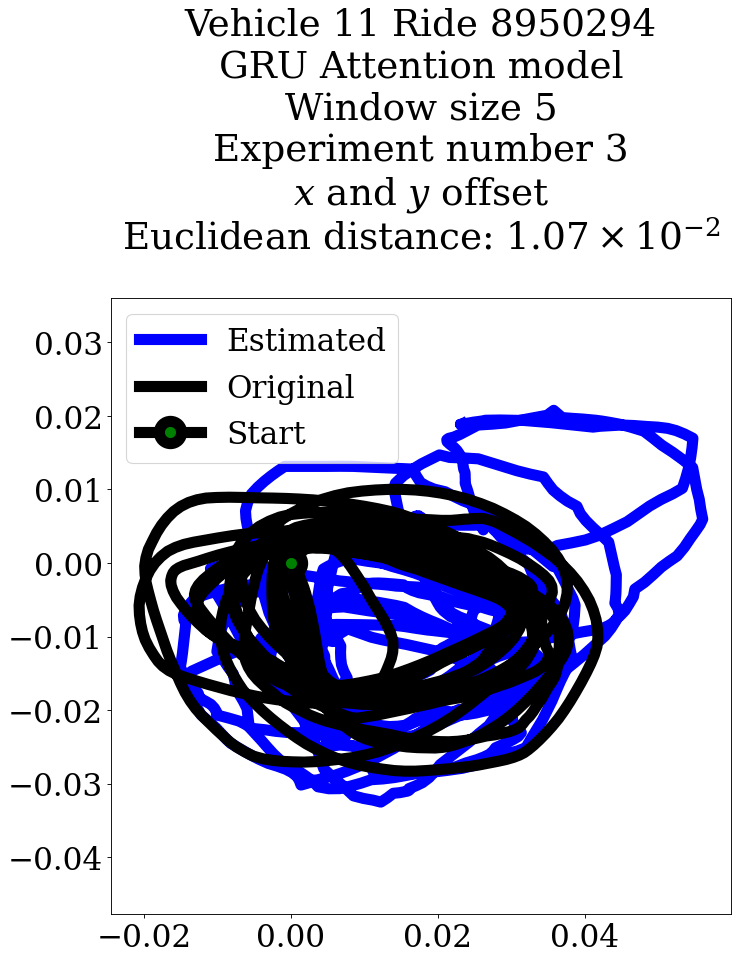 Vehicle 11 Ride 8950294
GRU Attention model
Window size 5
Experiment number 3
x and y offset
Euclidean distance: 1.07 × 10⁻²
Estimated
Original
Start
0.03
0.02
0.01
0.00
−0.01
−0.02
−0.03
−0.04
−0.02 0.00 0.02 0.04